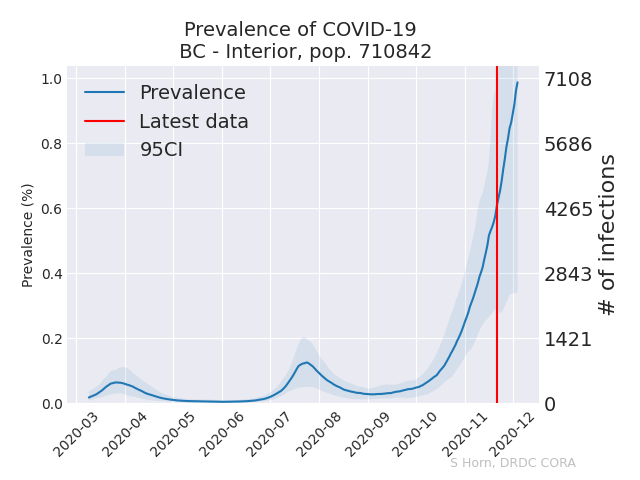 Prevalence of COVID-19
BC - Interior, pop. 710842
Prevalence
Latest data
95CI
Prevalence (%)
1.0
0.8
0.6
0.4
0.2
0.0
7108
5686
4265
2843
1421
0
# of infections
2020-03
2020-04
2020-05
2020-06
2020-07
2020-08
2020-09
2020-10
2020-11
2020-12
S Horn, DRDC CORA